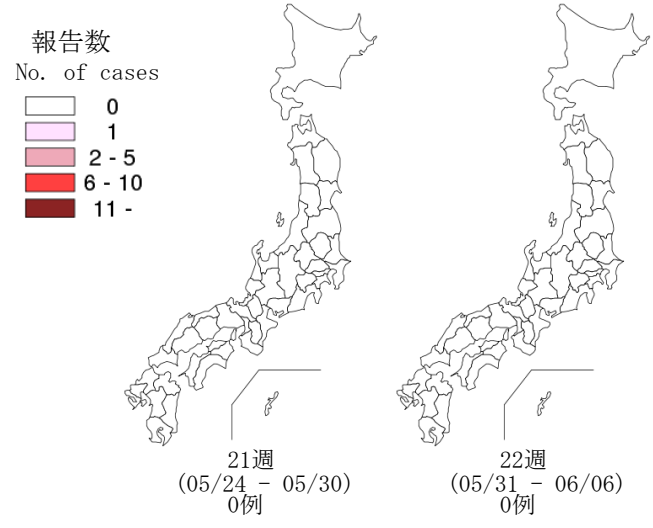 報告数
No. of cases
0
1
2 - 5
6 - 10
11 -
21週
(05/24 - 05/30)
0例
22週
(05/31 - 06/06)
0例